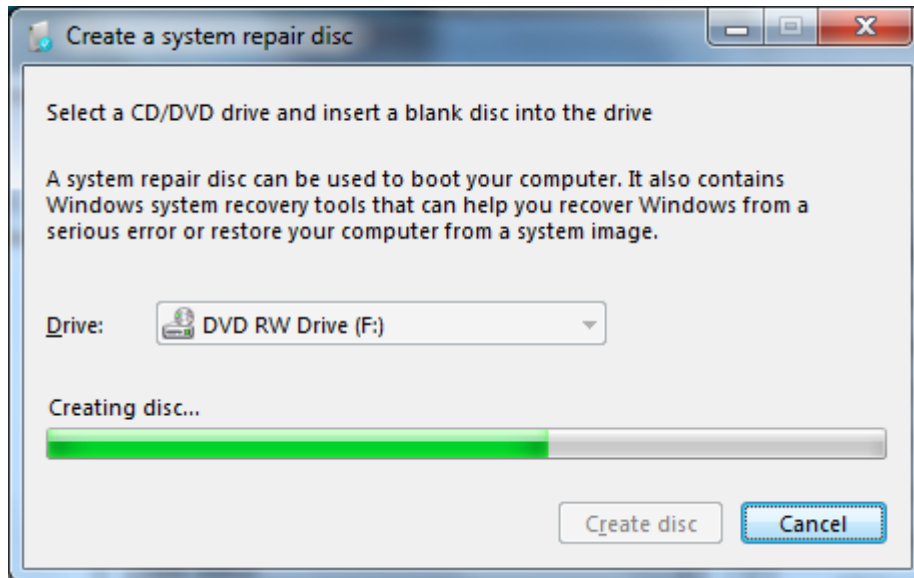 Create a system repair disc
Select a CD/DVD drive and insert a blank disc into the drive
A system repair disc can be used to boot your computer. It also contains
Windows system recovery tools that can help you recover Windows from a
serious error or restore your computer from a system image.
Drive: DVD RW Drive (F:)
Creating disc...
Create disc Cancel